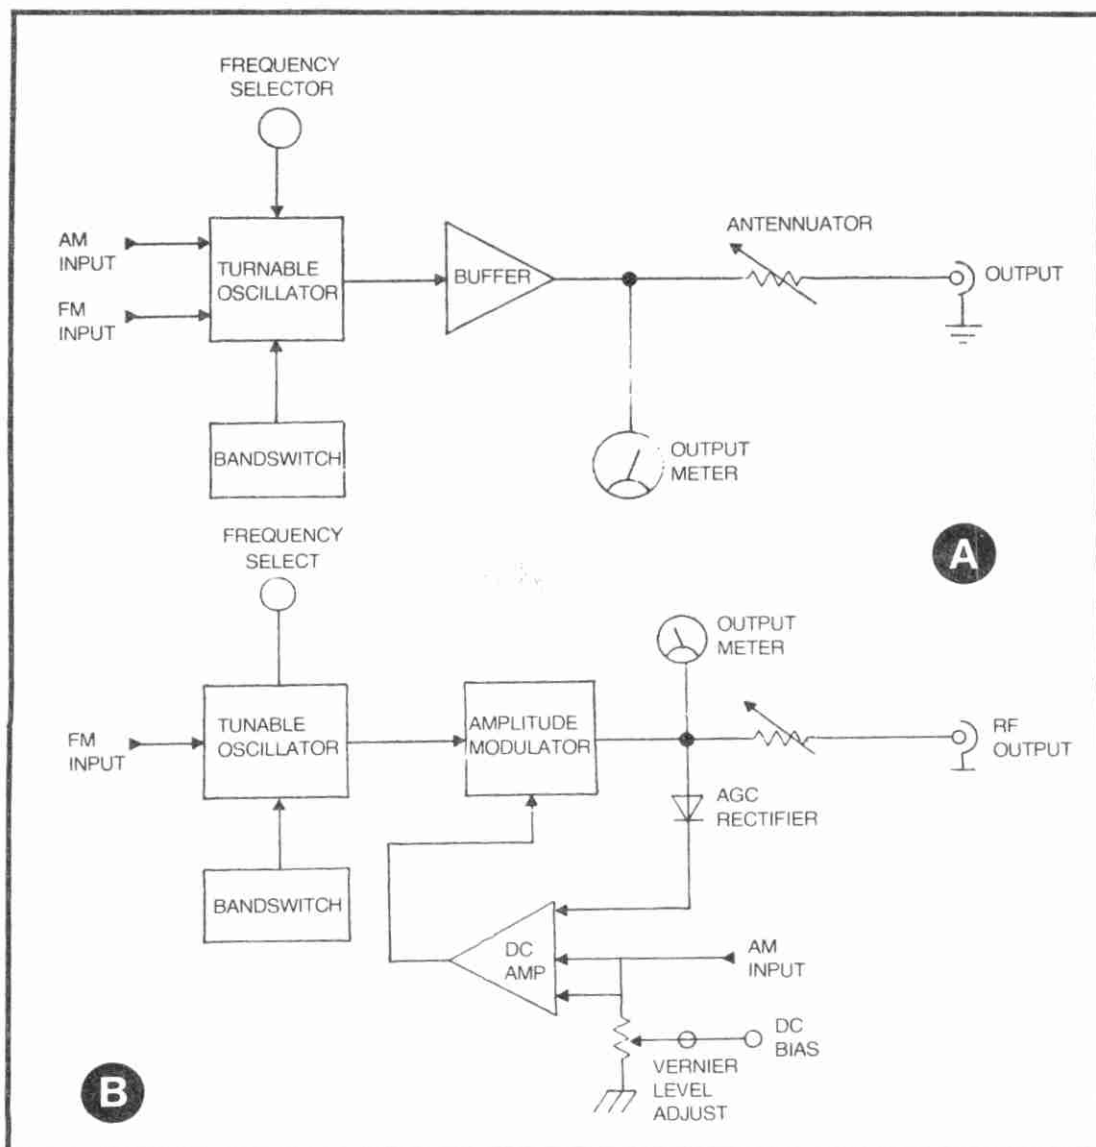 FREQUENCY
SELECTOR
AM
INPUT
FM
INPUT
TURNABLE
OSCILLATOR
BUFFER
ANTENNUATOR
OUTPUT
BANDSWITCH
OUTPUT
METER
A
FREQUENCY
SELECT
OUTPUT
METER
FM
INPUT
TUNABLE
OSCILLATOR
AMPLITUDE
MODULATOR
RF
OUTPUT
AGC
RECTIFIER
BANDSWITCH
DC
AMP
AM
INPUT
DC
BIAS
VERNIER
LEVEL
ADJUST
B